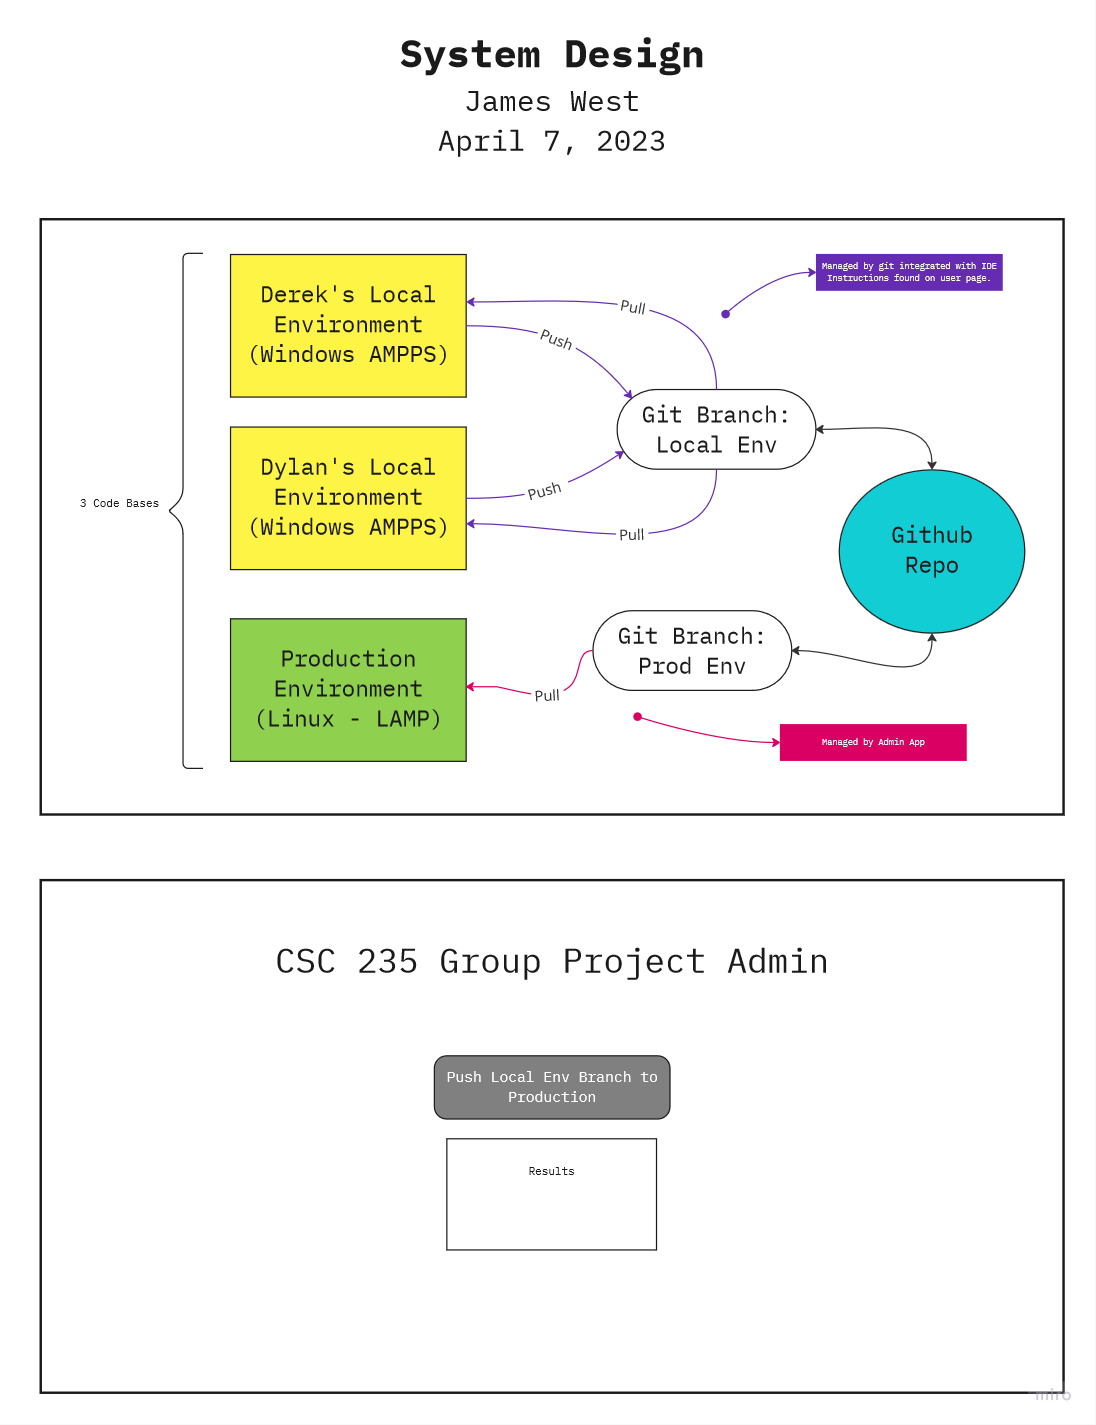 System Design
James West
April 7, 2023
Managed by git integrated with IDE
Instructions found on user page.
Derek's Local
Environment
(Windows AMPPS)
Pull
Push
Git Branch:
Local Env
Dylan's Local
Environment
(Windows AMPPS)
Push
Pull
3 Code Bases
Github
Repo
Git Branch:
Prod Env
Production
Environment
(Linux - LAMP)
Pull
Managed by Admin App
CSC 235 Group Project Admin
Push Local Env Branch to
Production
Results
miro